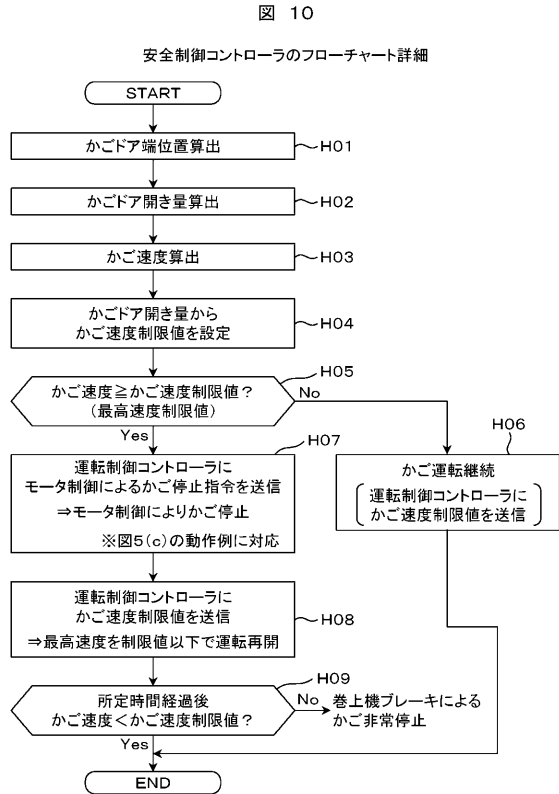 図 10
安全制御コントローラのフローチャート詳細
START
かごドア端位置算出
H01
かごドア開き量算出
H02
かご速度算出
H03
かごドア開き量から
かご速度制限値を設定
H04
かご速度≧かご速度制限値?
(最高速度制限値)
H05
No
Yes
H06
かご運転継続
運転制御コントローラに
かご速度制限値を送信
H07
運転制御コントローラに
モータ制御によるかご停止指令を送信
⇒モータ制御によりかご停止
※図5(c)の動作例に対応
運転制御コントローラに
かご速度制限値を送信
⇒最高速度を制限値以下で運転再開
H08
H09
所定時間経過後
かご速度<かご速度制限値?
No
巻上機ブレーキによる
かご非常停止
Yes
END